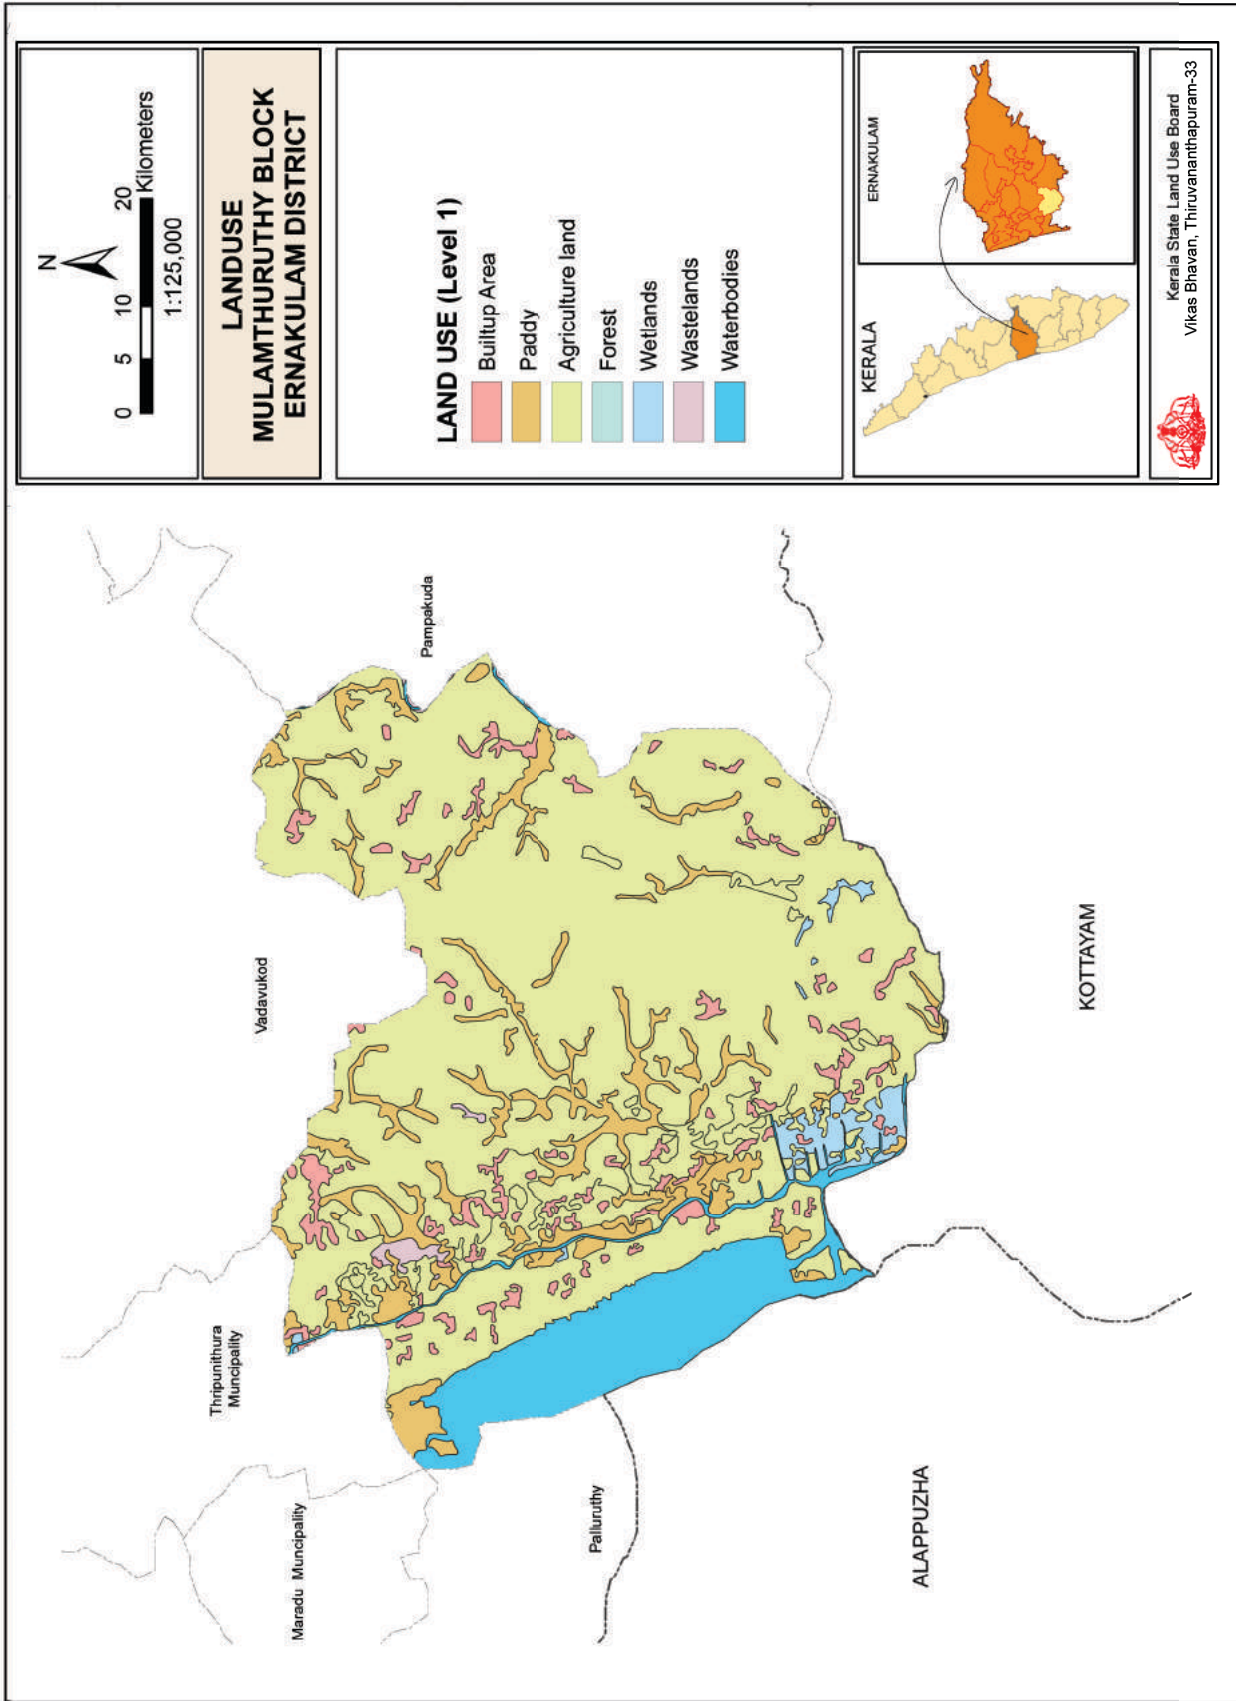 N
0 5 10 20
Kilometers
1:125,000
LANDUSE
MULAMTHURUTHY BLOCK
ERNAKULAM DISTRICT
LAND USE (Level 1)
Builtup Area
Paddy
Agriculture land
Forest
Wetlands
Wastelands
Waterbodies
KERALA
ERNAKULAM
Kerala State Land Use Board
Vikas Bhavan, Thiruvananthapuram-33
Pampakuda
Vadavukod
Thripunithura
Muncipality
Maradu Muncipality
Palluruthy
ALAPPUZHA
KOTTAYAM